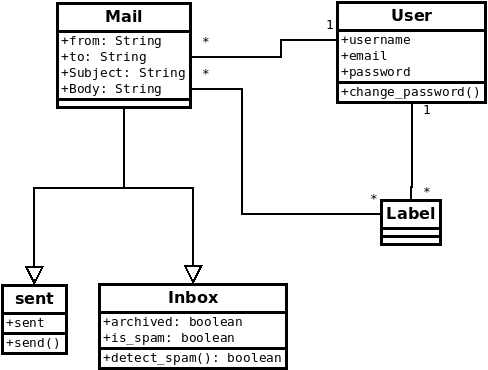 Mail
+from: String
+to: String
+Subject: String
+Body: String
*
*
1
User
+username
+email
+password
+change_password()
1
*
*
Label
sent
+sent
+send()
Inbox
+archived: boolean
+is_spam: boolean
+detect_spam(): boolean